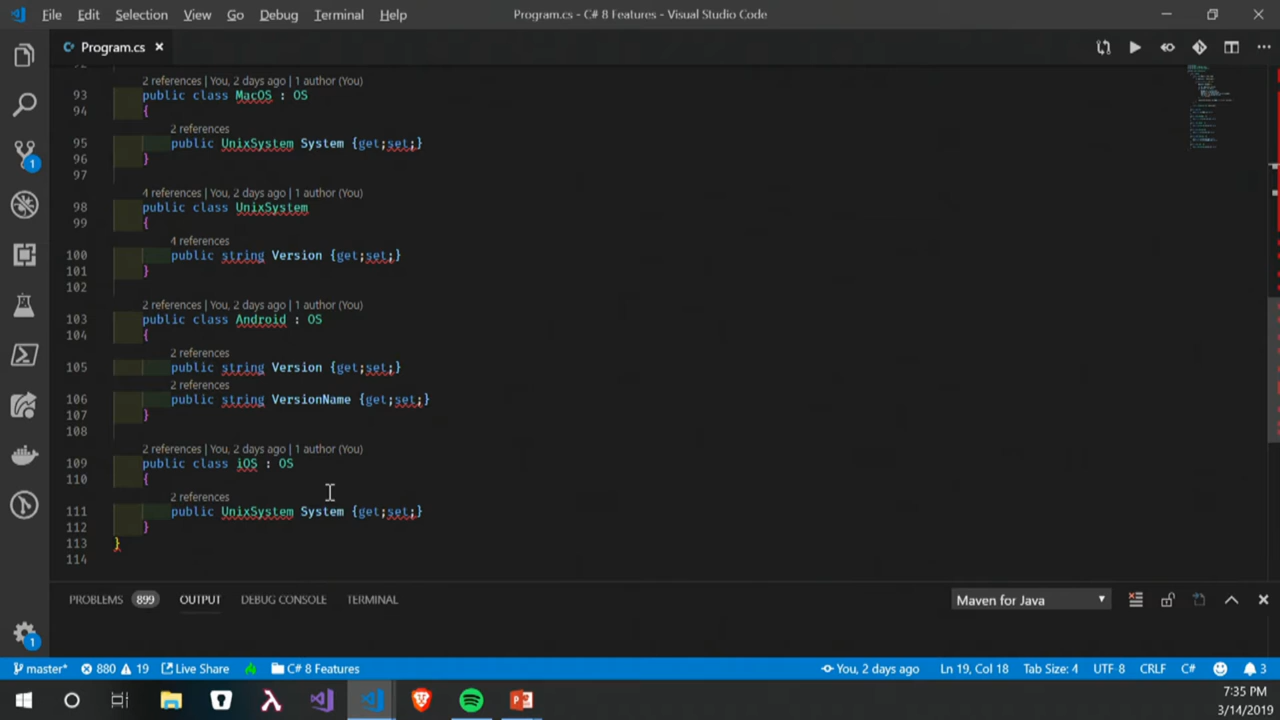 File Edit Selection View Go Debug Terminal Help Program.cs - C# 8 Features - Visual Studio Code
Program.cs
2 references | You, 2 days ago | 1 author (You)
93 public class MacOS : OS
94 {
2 references
95 public UnixSystem System {get;set;}
96 }
97
4 references | You, 2 days ago | 1 author (You)
98 public class UnixSystem
99 {
4 references
100 public string Version {get;set;}
101 }
102
2 references | You, 2 days ago | 1 author (You)
103 public class Android : OS
104 {
2 references
105 public string Version {get;set;}
2 references
106 public string VersionName {get;set;}
107 }
108
2 references | You, 2 days ago | 1 author (You)
109 public class iOS : OS
110 {
2 references
111 public UnixSystem System {get;set;}
112 }
113 }
114
PROBLEMS 899 OUTPUT DEBUG CONSOLE TERMINAL Maven for Java
1
1
master* 880 19 Live Share C# 8 Features You, 2 days ago Ln 19, Col 18 Tab Size: 4 UTF-8 CRLF C# 3
7:35 PM
3/14/2019